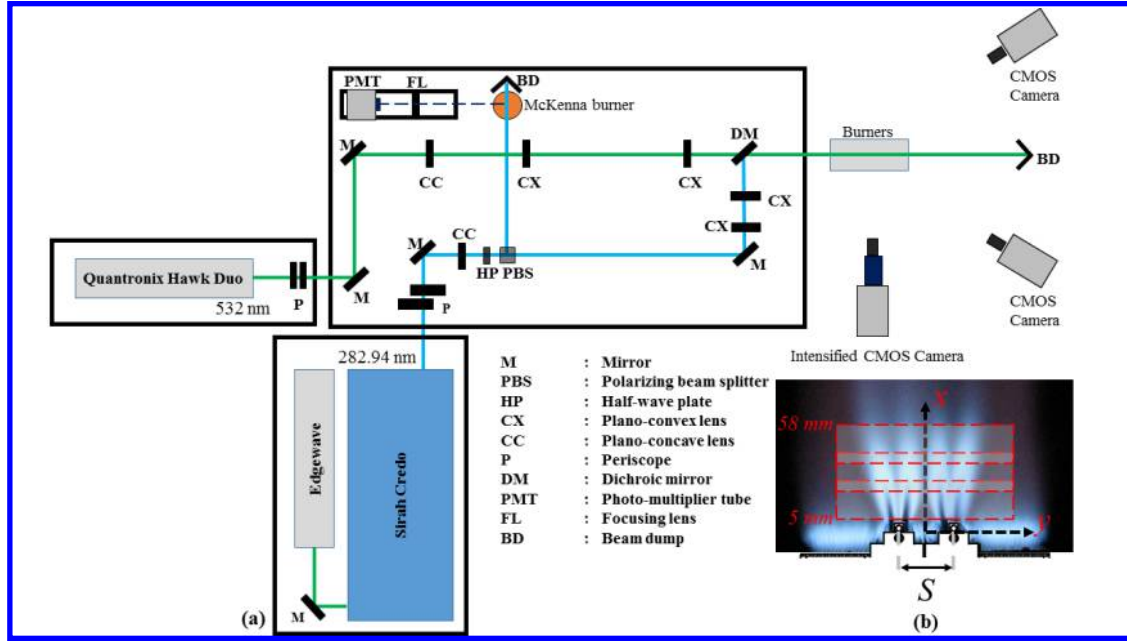 PMT FL
BD
McKenna burner
CMOS
Camera
M
CC
CX
CX
DM
Burners
BD
CX
CX
M
CC
HP PBS
M
P
Quantronix Hawk Duo
532 nm
P
M
CMOS
Camera
Intensified CMOS Camera
282.94 nm
Edgewave
Sirah Credo
M
(a)
M : Mirror
PBS : Polarizing beam splitter
HP : Half-wave plate
CX : Plano-convex lens
CC : Plano-concave lens
P : Periscope
DM : Dichroic mirror
PMT : Photo-multiplier tube
FL : Focusing lens
BD : Beam dump
x
58 mm
5 mm
y
S
(b)